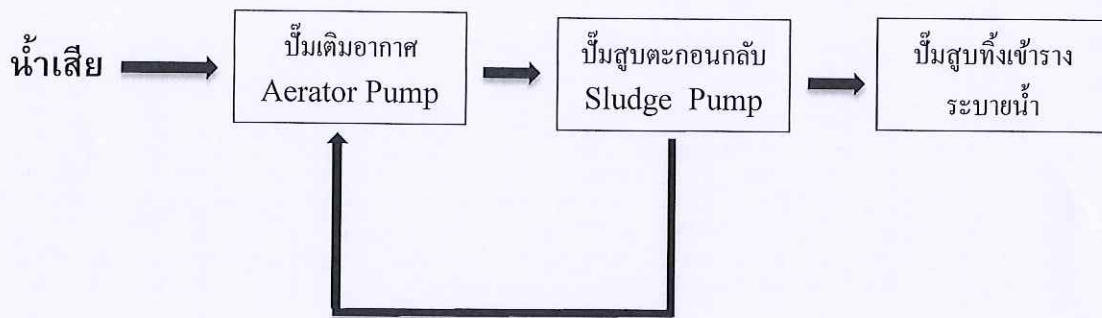 น้ำเสีย
ปั๊มเติมอากาศ
Aerator Pump
ปั๊มสูบตะกอนกลับ
Sludge Pump
ปั๊มสูบทิ้งเข้าราง
ระบายน้ำ